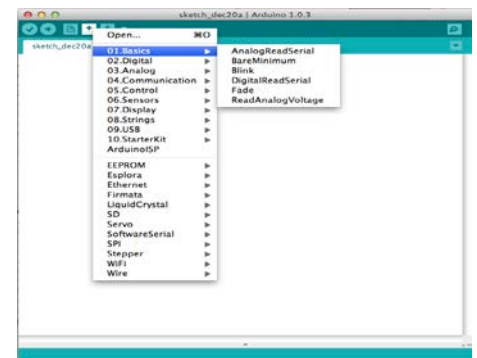 sketch_dec20a | Arduino 1.0.3
sketch_dec20a
Open... ⌘O
01.Basics
02.Digital
03.Analog
04.Communication
05.Control
06.Sensors
07.Display
08.Strings
09.USB
10.StarterKit
ArduinoISP
EEPROM
Esplora
Ethernet
Firmata
LiquidCrystal
SD
Servo
SoftwareSerial
SPI
Stepper
WiFi
Wire
AnalogReadSerial
BareMinimum
Blink
DigitalReadSerial
Fade
ReadAnalogVoltage